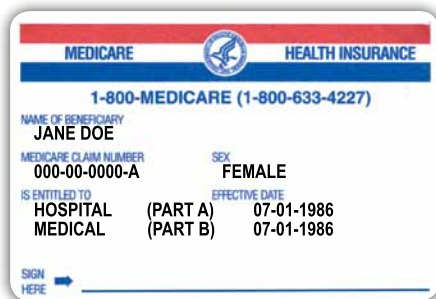 MEDICARE HEALTH INSURANCE
1-800-MEDICARE (1-800-633-4227)
NAME OF BENEFICIARY
JANE DOE
MEDICARE CLAIM NUMBER SEX
000-00-0000-A FEMALE
IS ENTITLED TO EFFECTIVE DATE
HOSPITAL (PART A) 07-01-1986
MEDICAL (PART B) 07-01-1986
SIGN
HERE